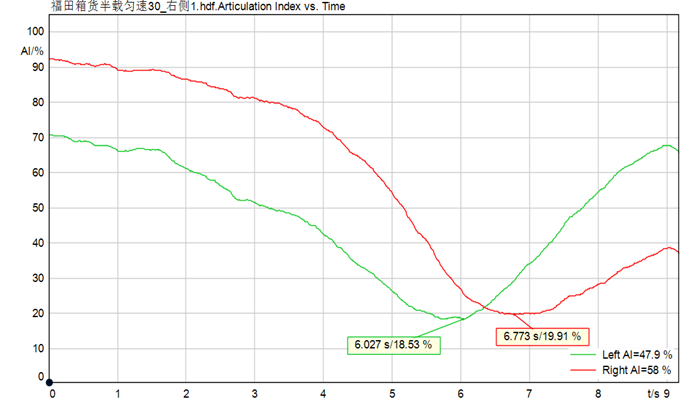 福田箱货半载匀速30_右侧1.hdf.Articulation Index vs. Time
100
AI/%
90
80
70
60
50
40
30
20
10
0
6.027 s/18.53 %
6.773 s/19.91 %
Left AI=47.9 %
Right AI=58 %
0 1 2 3 4 5 6 7 8 t/s 9